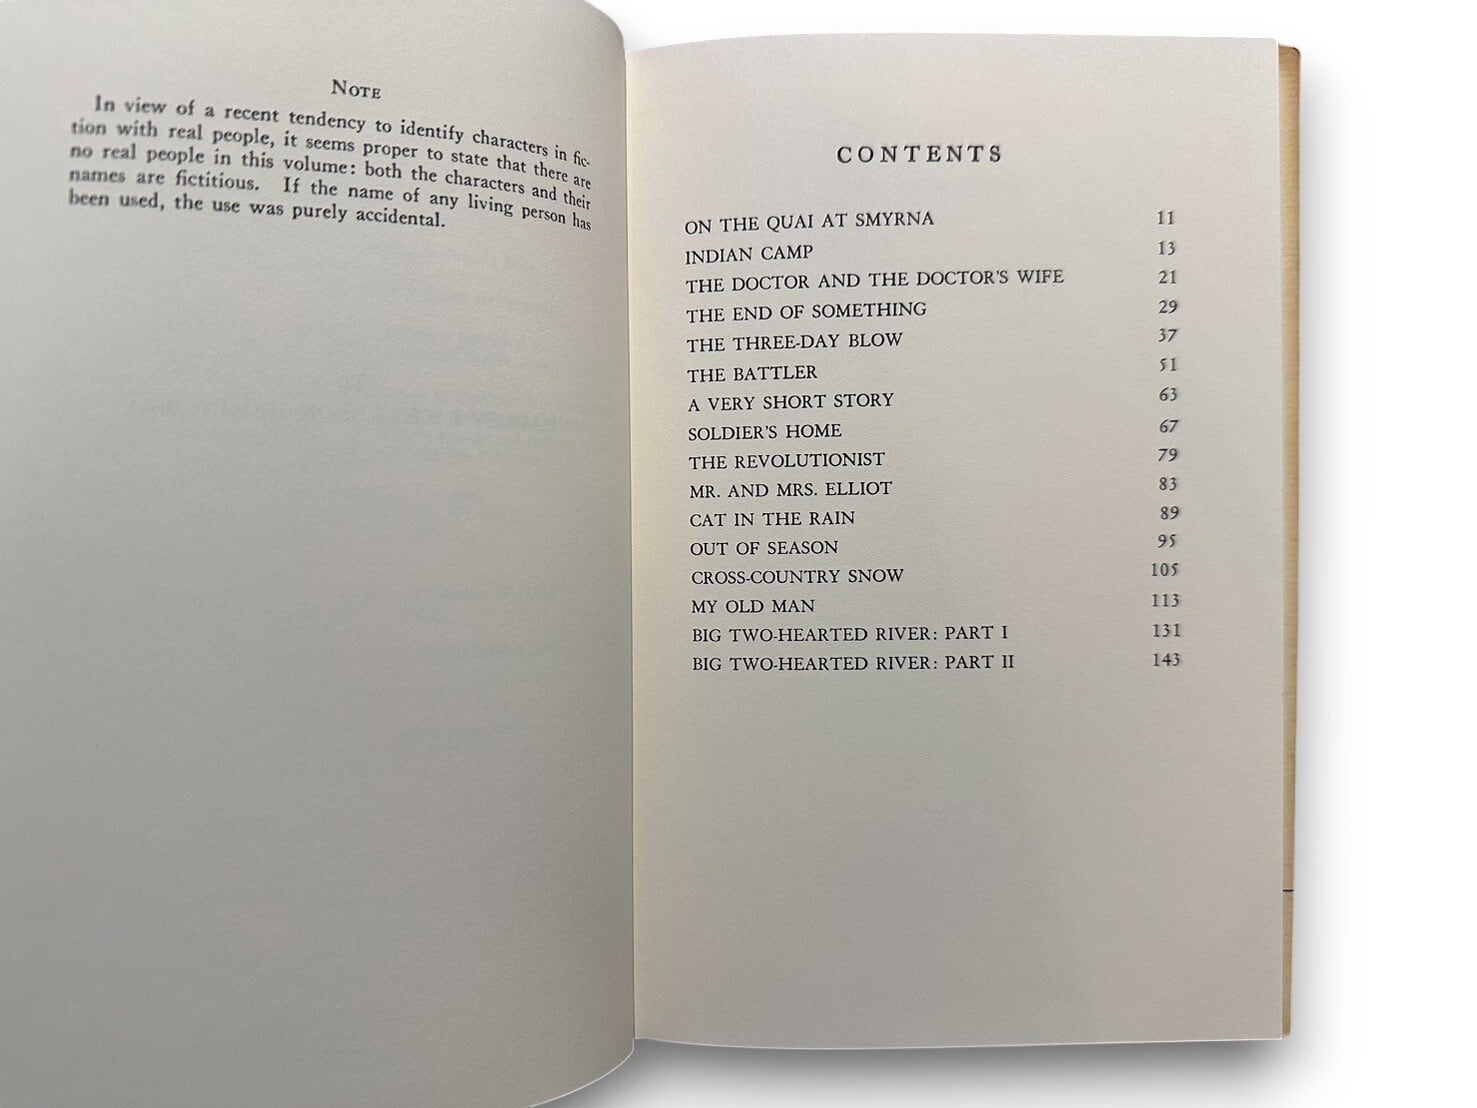 NOTE
In view of a recent tendency to identify characters in fic-
tion with real people, it seems proper to state that there are
no real people in this volume: both the characters and their
names are fictitious. If the name of any living person has
been used, the use was purely accidental.
CONTENTS
ON THE QUAI AT SMYRNA 11
INDIAN CAMP 13
THE DOCTOR AND THE DOCTOR'S WIFE 21
THE END OF SOMETHING 29
THE THREE-DAY BLOW 37
THE BATTLER 51
A VERY SHORT STORY 63
SOLDIER'S HOME 67
THE REVOLUTIONIST 79
MR. AND MRS. ELLIOT 83
CAT IN THE RAIN 89
OUT OF SEASON 95
CROSS-COUNTRY SNOW 105
MY OLD MAN 113
BIG TWO-HEARTED RIVER: PART I 131
BIG TWO-HEARTED RIVER: PART II 143